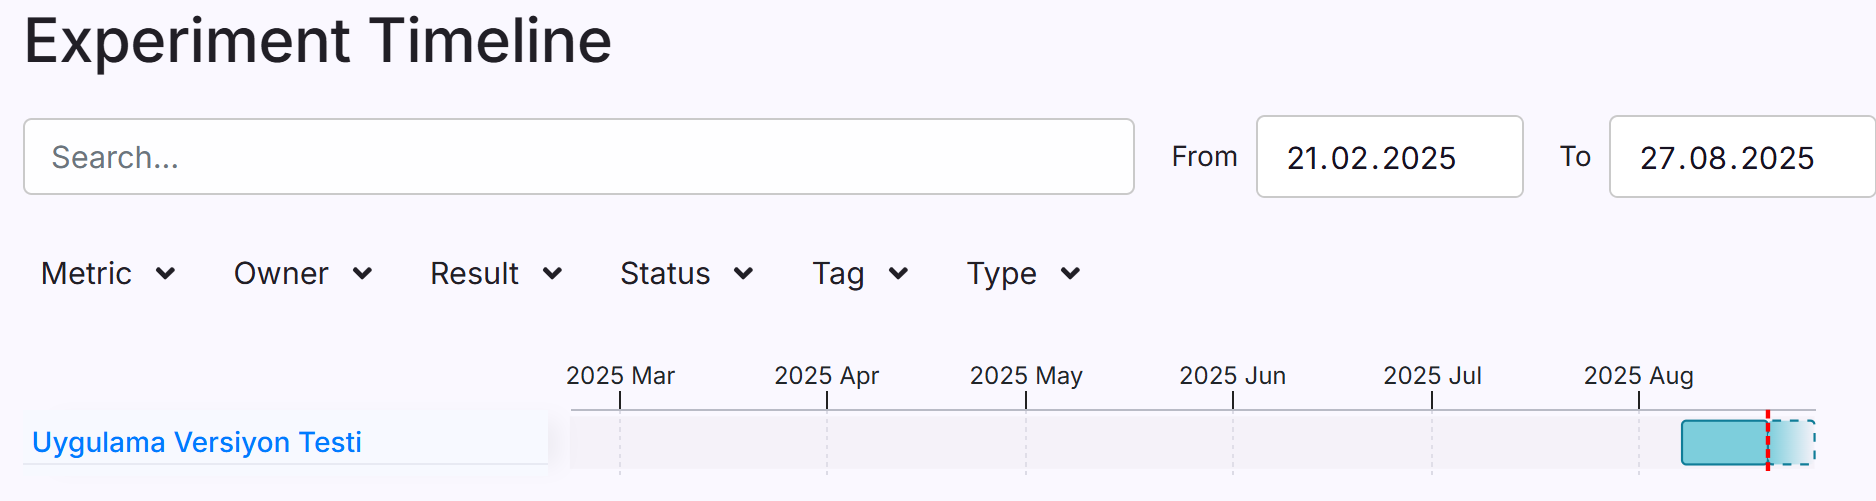 Experiment Timeline
Search... From 21.02.2025 To 27.08.2025
Metric Owner Result Status Tag Type
2025 Mar 2025 Apr 2025 May 2025 Jun 2025 Jul 2025 Aug
Uygulama Versiyon Testi